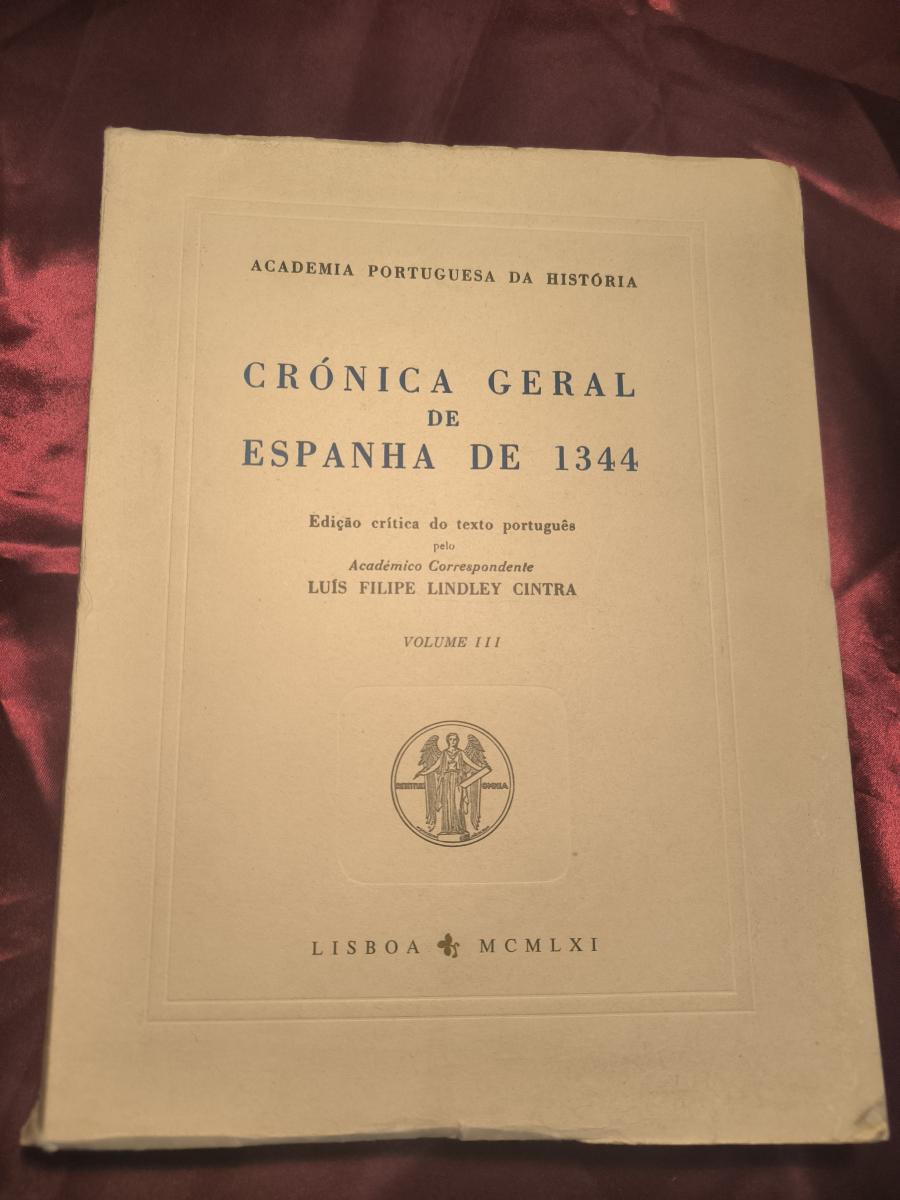 ACADEMIA PORTUGUESA DA HISTÓRIA
CRÓNICA GERAL
DE
ESPANHA DE 1344
Edição crítica do texto português
pelo
Académico Correspondente
LUÍS FILIPE LINDLEY CINTRA
VOLUME III
OMNIA
LISBOA MCMLXI